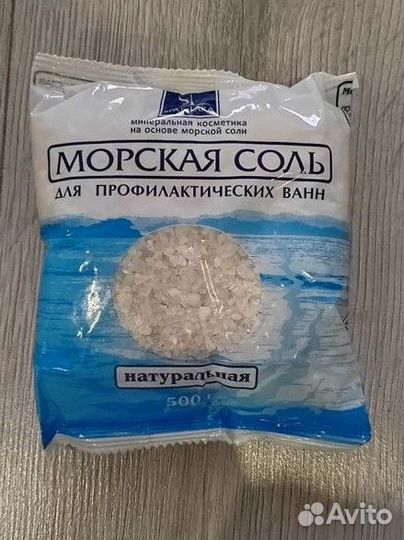 минеральная косметика
на основе морской соли
МОРСКАЯ СОЛЬ
ДЛЯ ПРОФИЛАКТИЧЕСКИХ ВАНН
натуральная
500
Avito